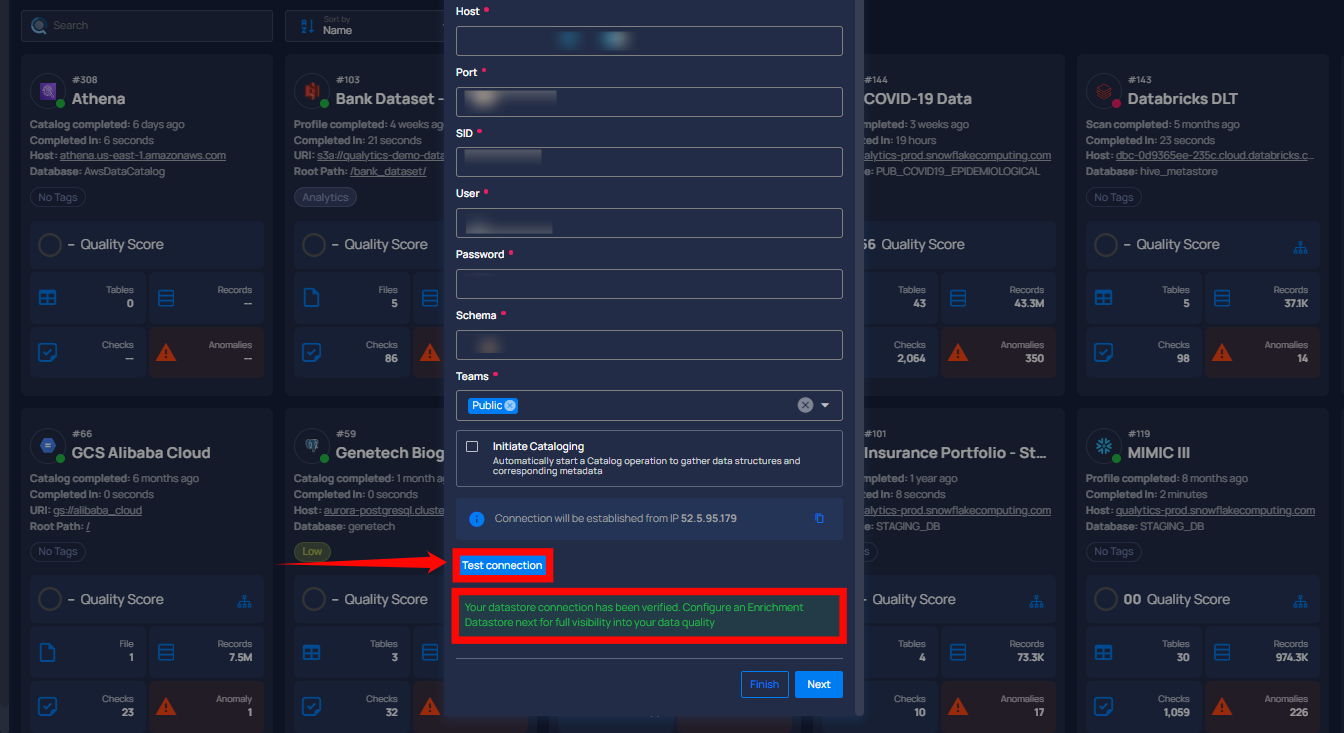 Search
Sort by
Name
#308
Athena
Catalog completed: 6 days ago
Completed In: 6 seconds
Host: athena.us-east-1.amazonaws.com
Database: AwsDataCatalog
No Tags
– Quality Score
Tables
0
Records
--
Checks
--
Anomalies
--
#103
Bank Dataset -
Profile completed: 4 weeks ag
Completed In: 21 seconds
URI: s3a://qualytics-demo-data
Root Path: /bank_dataset/
Analytics
– Quality Score
Files
5
Checks
86
Host *
Port *
SID *
User *
Password *
Schema *
Teams *
Public
Initiate Cataloging
Automatically start a Catalog operation to gather data structures and
corresponding metadata
Connection will be established from IP 52.5.95.179
Test connection
Your datastore connection has been verified. Configure an Enrichment
Datastore next for full visibility into your data quality
Finish
Next
#144
COVID-19 Data
mpleted: 3 weeks ago
ed In: 19 hours
alytics-prod.snowflakecomputing.com
e: PUB_COVID19_EPIDEMIOLOGICAL
56 Quality Score
Tables
43
Records
43.3M
Checks
2,064
Anomalies
350
#143
Databricks DLT
Scan completed: 5 months ago
Completed In: 23 seconds
Host: dbc-0d9365ee-235c.cloud.databricks.c...
Database: hive_metastore
No Tags
– Quality Score
Tables
5
Records
37.1K
Checks
98
Anomalies
14
#66
GCS Alibaba Cloud
Catalog completed: 6 months ago
Completed In: 0 seconds
URI: gs://alibaba_cloud
Root Path: /
No Tags
– Quality Score
File
1
Records
7.5M
Checks
23
Anomaly
1
#59
Genetech Biog
Catalog completed: 1 month a
Completed In: 0 seconds
Host: aurora-postgresql.cluste
Database: genetech
Low
– Quality Score
Tables
3
Checks
32
#101
Insurance Portfolio - St...
mpleted: 1 year ago
ed In: 8 seconds
alytics-prod.snowflakecomputing.com
e: STAGING_DB
s
Quality Score
Tables
4
Records
73.3K
Checks
10
Anomalies
17
#119
MIMIC III
Profile completed: 8 months ago
Completed In: 2 minutes
Host: qualytics-prod.snowflakecomputing.com
Database: STAGING_DB
No Tags
00 Quality Score
Tables
30
Records
974.3K
Checks
1,059
Anomalies
226